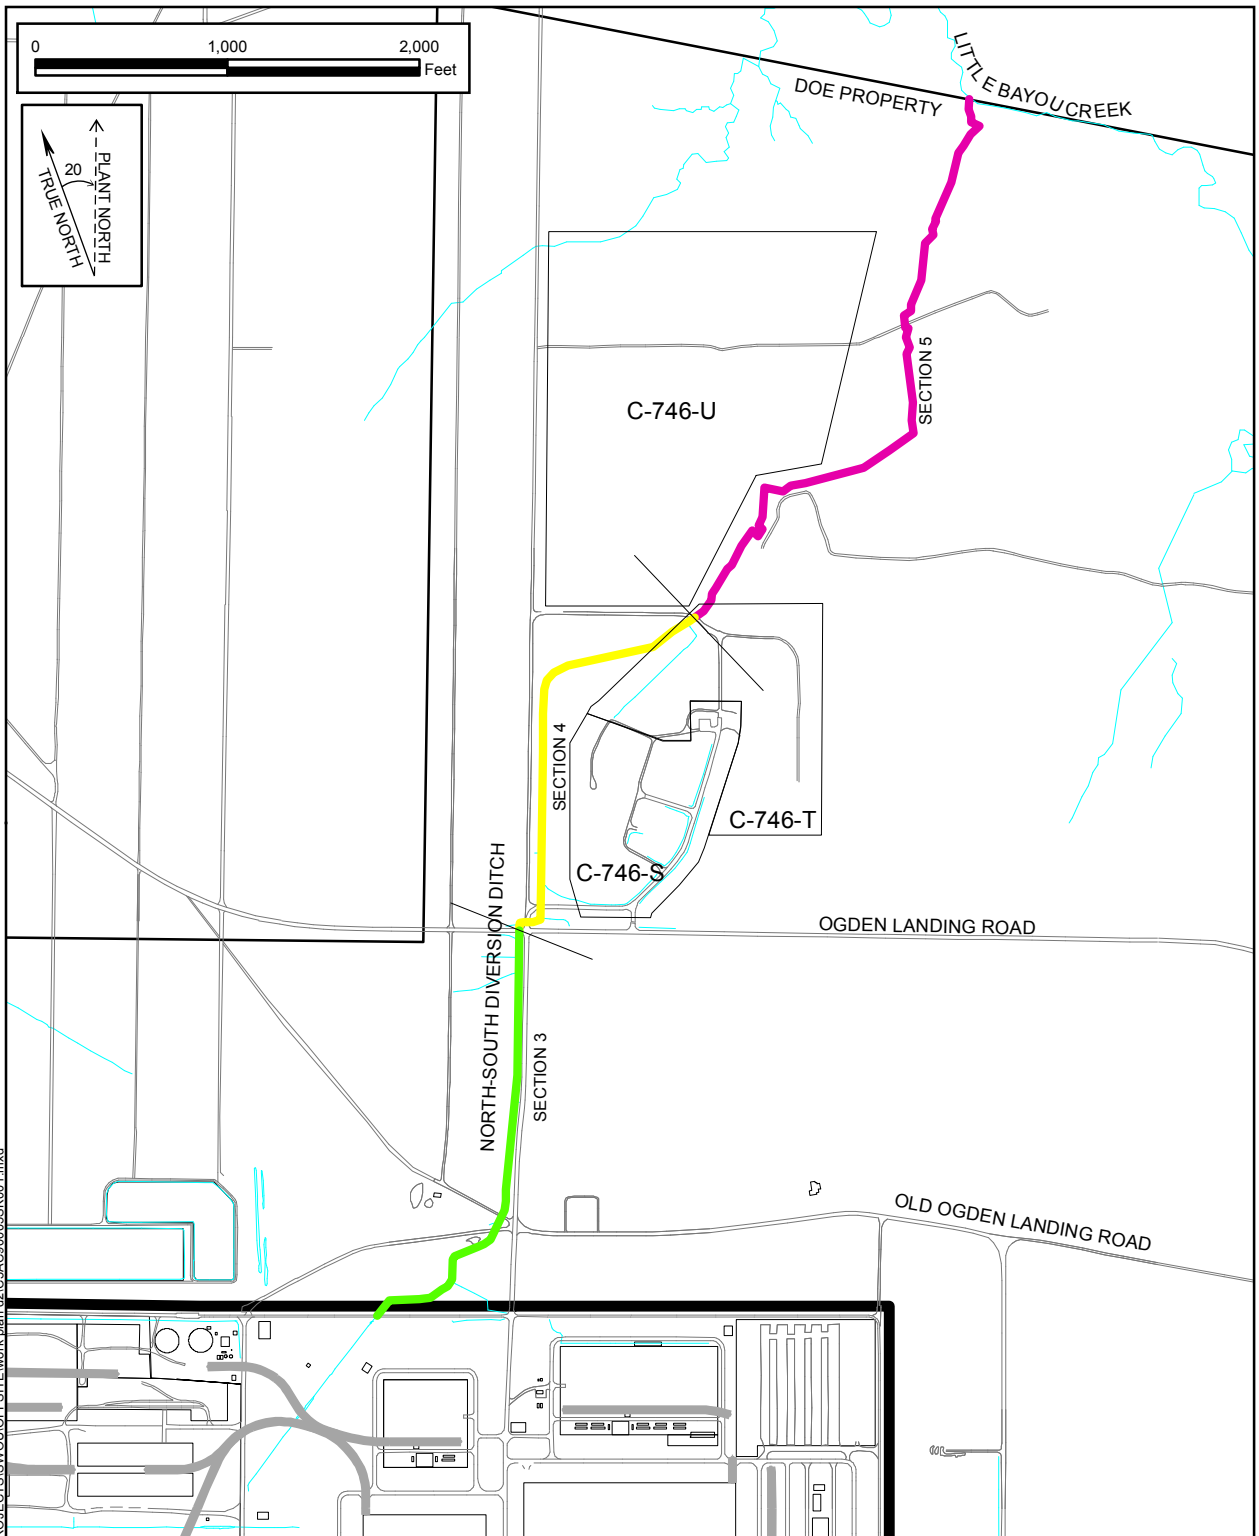 0 1,000 2,000
Feet
LITTLE BAYOU CREEK
DOE PROPERTY
20
PLANT NORTH
TRUE NORTH
SECTION 5
C-746-U
SECTION 4
C-746-T
C-746-S
NORTH-SOUTH DIVERSION DITCH
OGDEN LANDING ROAD
SECTION 3
OLD OGDEN LANDING ROAD